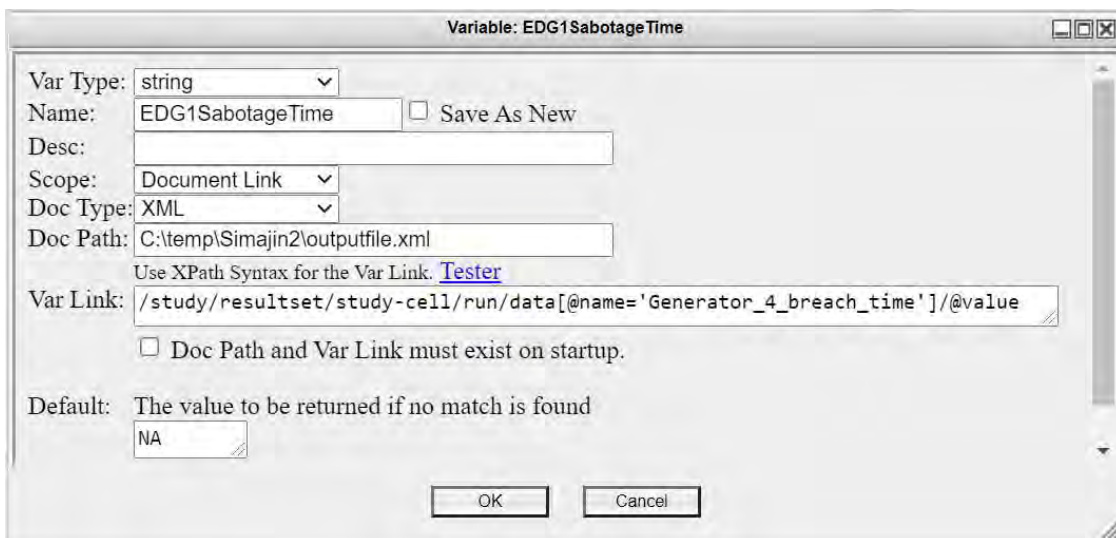 Variable: EDG1SabotageTime
Var Type: string
Name: EDG1SabotageTime Save As New
Desc:
Scope: Document Link
Doc Type: XML
Doc Path: C:\temp\Simajin2\outputfile.xml
Use XPath Syntax for the Var Link. Tester
Var Link: /study/resultset/study-cell/run/data[@name='Generator_4_breach_time']/@value
Doc Path and Var Link must exist on startup.
Default: The value to be returned if no match is found
NA
OK Cancel